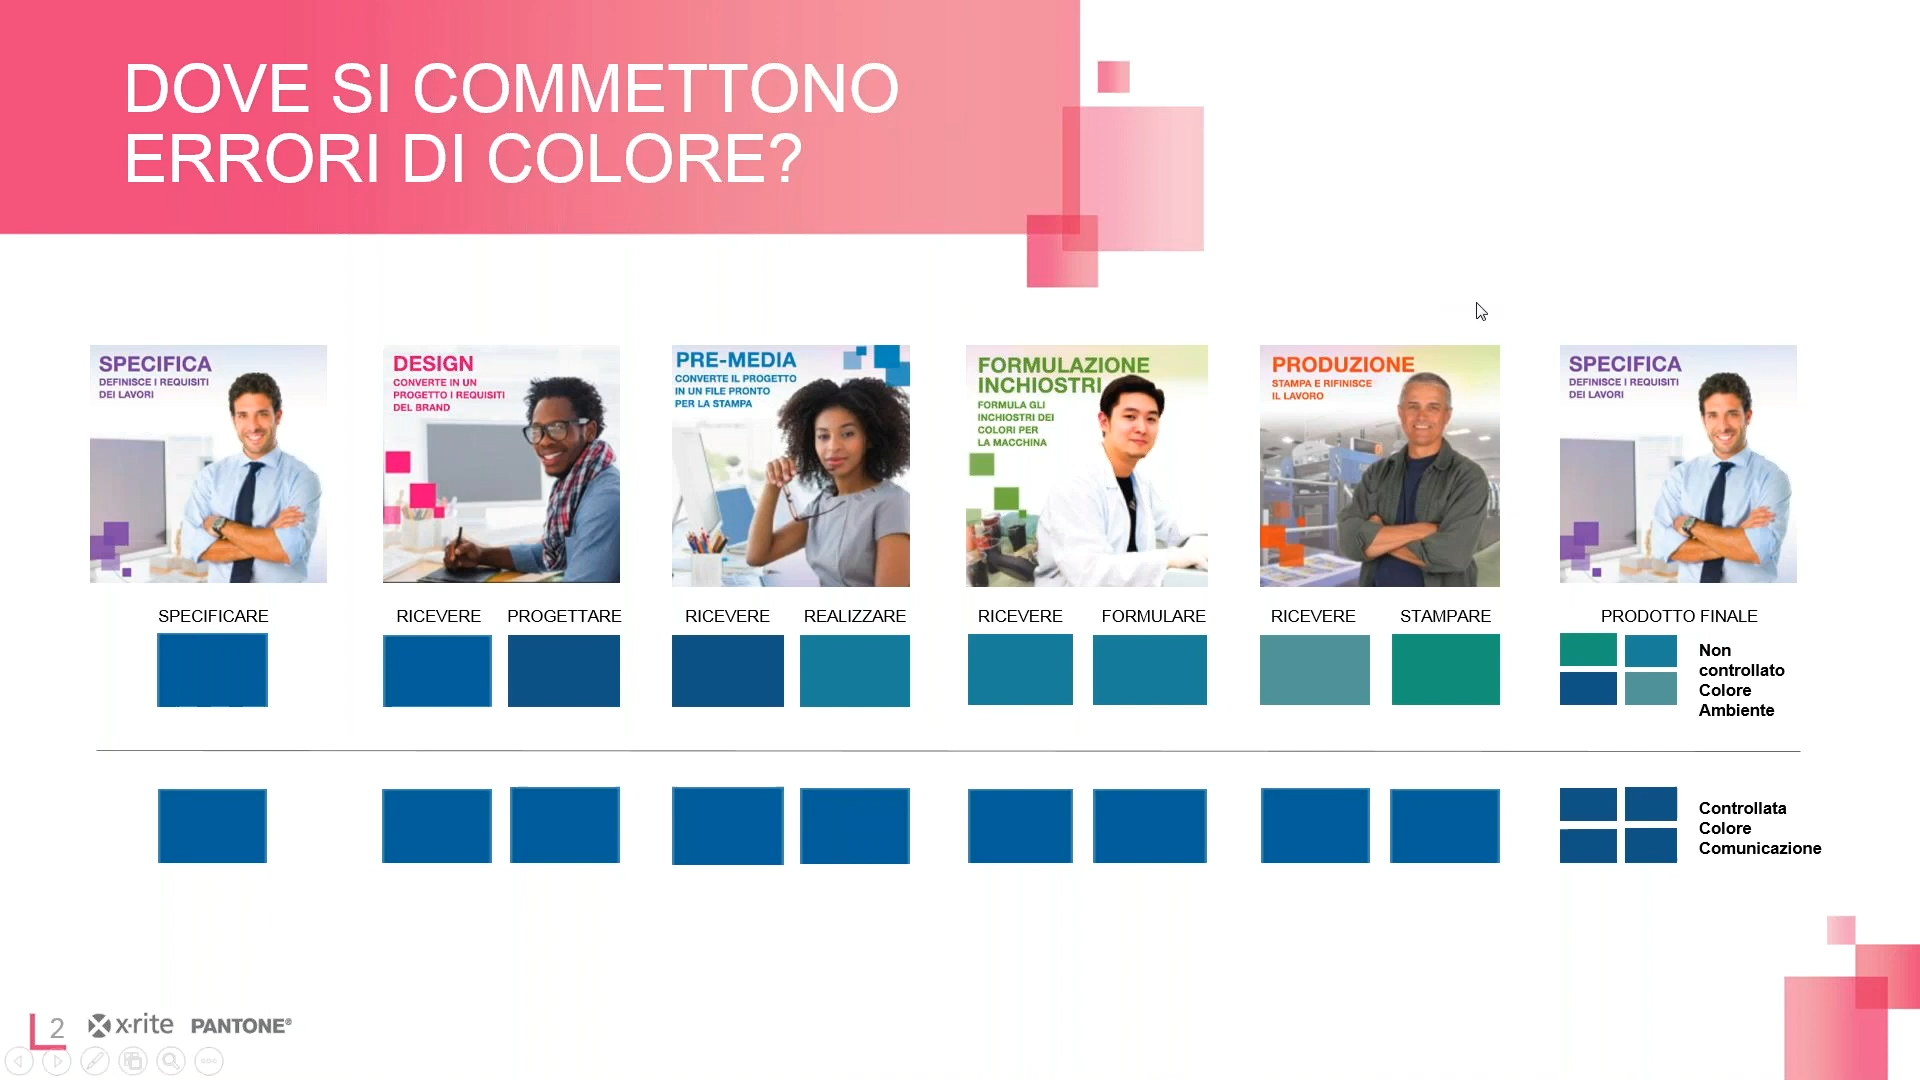 DOVE SI COMMETTONO
ERRORI DI COLORE?
SPECIFICA
DEFINISCE I REQUISITI
DEI LAVORI
DESIGN
CONVERTE IN UN
PROGETTO I REQUISITI
DEL BRAND
PRE-MEDIA
CONVERTE IL PROGETTO
IN UN FILE PRONTO
PER LA STAMPA
FORMULAZIONE
INCHIOSTRI
FORMULA GLI
INCHIOSTRI DEI
COLORI PER
LA MACCHINA
PRODUZIONE
STAMPA E RIFINISCE
IL LAVORO
SPECIFICA
DEFINISCE I REQUISITI
DEI LAVORI
SPECIFICARE
RICEVERE PROGETTARE
RICEVERE REALIZZARE
RICEVERE FORMULARE
RICEVERE STAMPARE
PRODOTTO FINALE
Non
controllato
Colore
Ambiente
Controllata
Colore
Comunicazione
2 x·rite PANTONE®